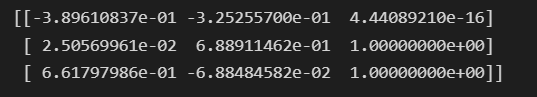 [[-3.89610837e-01 -3.25255700e-01  4.44089210e-16]
 [ 2.50569961e-02  6.88911462e-01  1.00000000e+00]
 [ 6.61797986e-01 -6.88484582e-02  1.00000000e+00]]